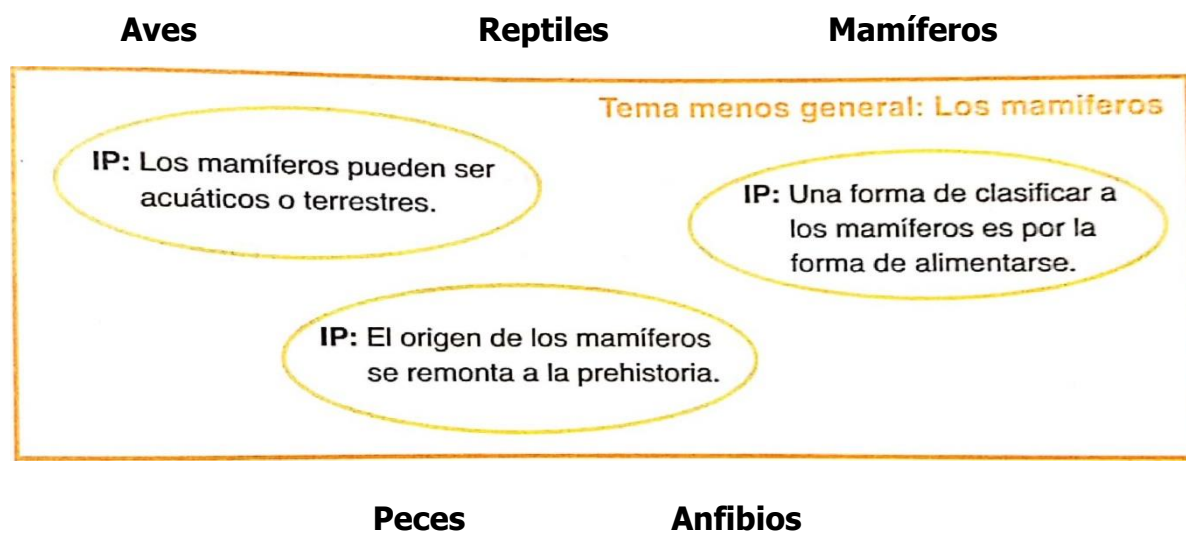 Aves Reptiles Mamíferos
Tema menos general: Los mamiferos
IP: Los mamíferos pueden ser
acuáticos o terrestres.
IP: Una forma de clasificar a
los mamíferos es por la
forma de alimentarse.
IP: El origen de los mamíferos
se remonta a la prehistoria.
Peces Anfibios